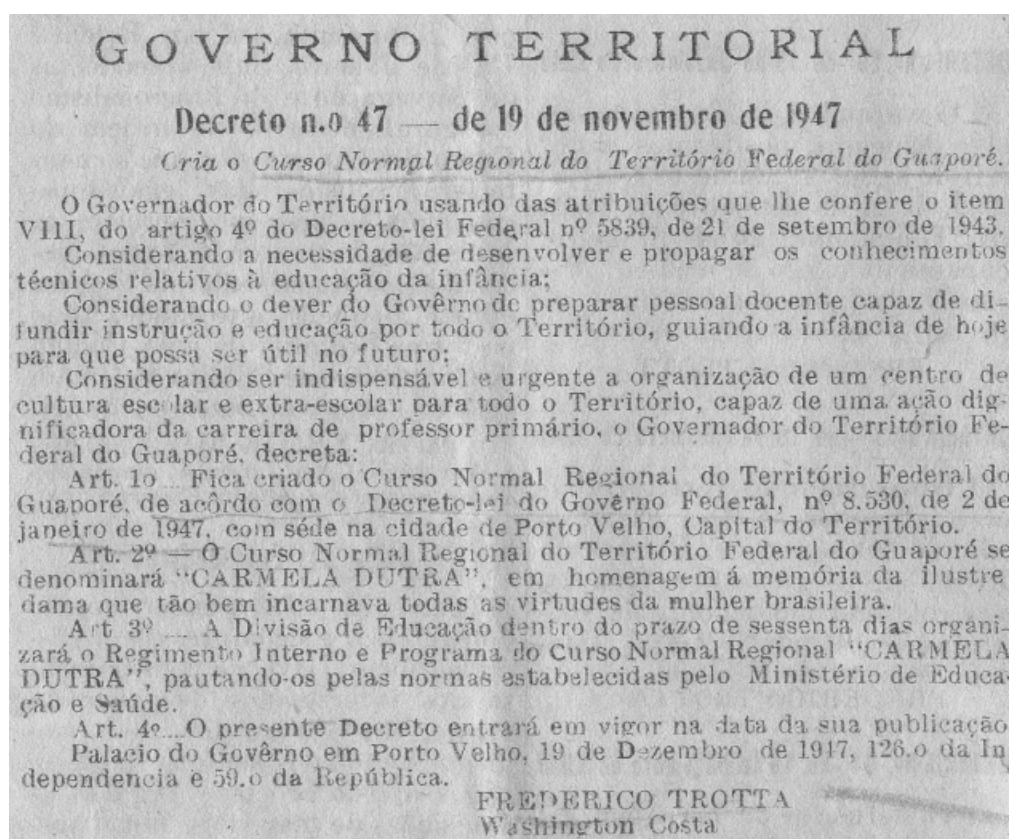 GOVERNO TERRITORIAL
Decreto n.o 47 — de 19 de novembro de 1947
Cria o Curso Normal Regional do Território Federal do Guaporé.
O Governador do Território usando das atribuições que lhe confere o item
VIII, do artigo 4º do Decreto-lei Federal nº 5839, de 21 de setembro de 1943.
Considerando a necessidade de desenvolver e propagar os conhecimentos
técnicos relativos à educação da infância;
Considerando o dever do Govêrno de preparar pessoal docente capaz de di-
fundir instrução e educação por todo o Território, guiando a infância de hoje
para que possa ser útil no futuro;
Considerando ser indispensável e urgente a organização de um centro de
cultura escolar e extra-escolar para todo o Território, capaz de uma ação dig-
nificadora da carreira de professor primário, o Governador do Território Fe-
deral do Guaporé, decreta:
Art. 1o ... Fica criado o Curso Normal Regional do Território Federal do
Guaporé, de acôrdo com o Decreto-lei do Govêrno Federal, nº 8.530, de 2 de
janeiro de 1947, com séde na cidade de Porto Velho, Capital do Território.
Art. 2º — O Curso Normal Regional do Território Federal do Guaporé se
denominará "CARMELA DUTRA", em homenagem á memória da ilustre
dama que tão bem incarnava todas as virtudes da mulher brasileira.
Art 3º .... A Divisão de Educação dentro do prazo de sessenta dias organi-
zará o Regimento Interno e Programa do Curso Normal Regional "CARMELA
DUTRA", pautando-os pelas normas estabelecidas pelo Ministério de Educa-
ção e Saúde.
Art. 4º...O presente Decreto entrará em vigor na data da sua publicação
Palacio do Govêrno em Porto Velho, 19 de Dezembro de 1947, 126.o da In
dependencia e 59.o da República.
FREDERICO TROTTA
Washington Costa